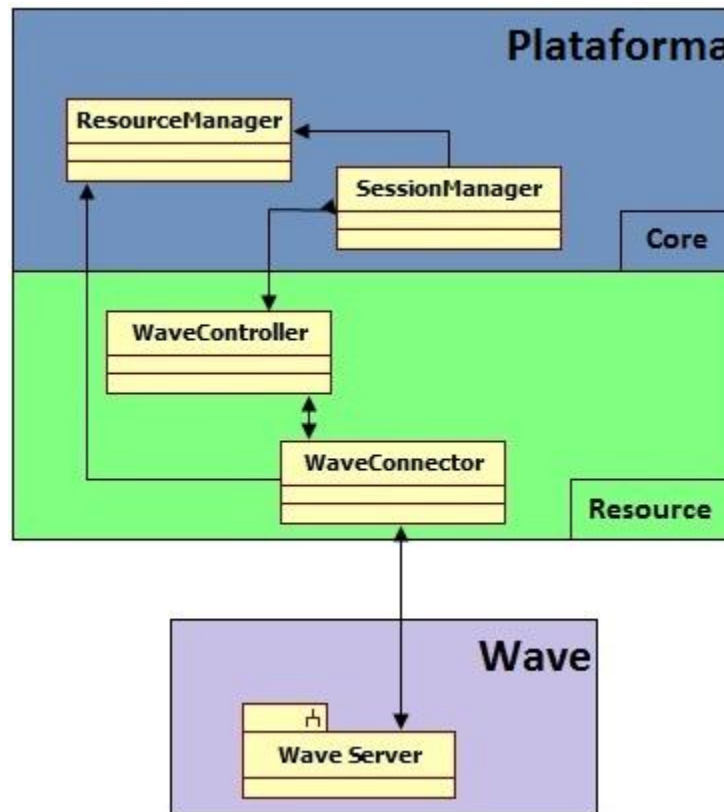 Plataforma
ResourceManager
SessionManager
Core
WaveController
WaveConnector
Resource
Wave
Wave Server